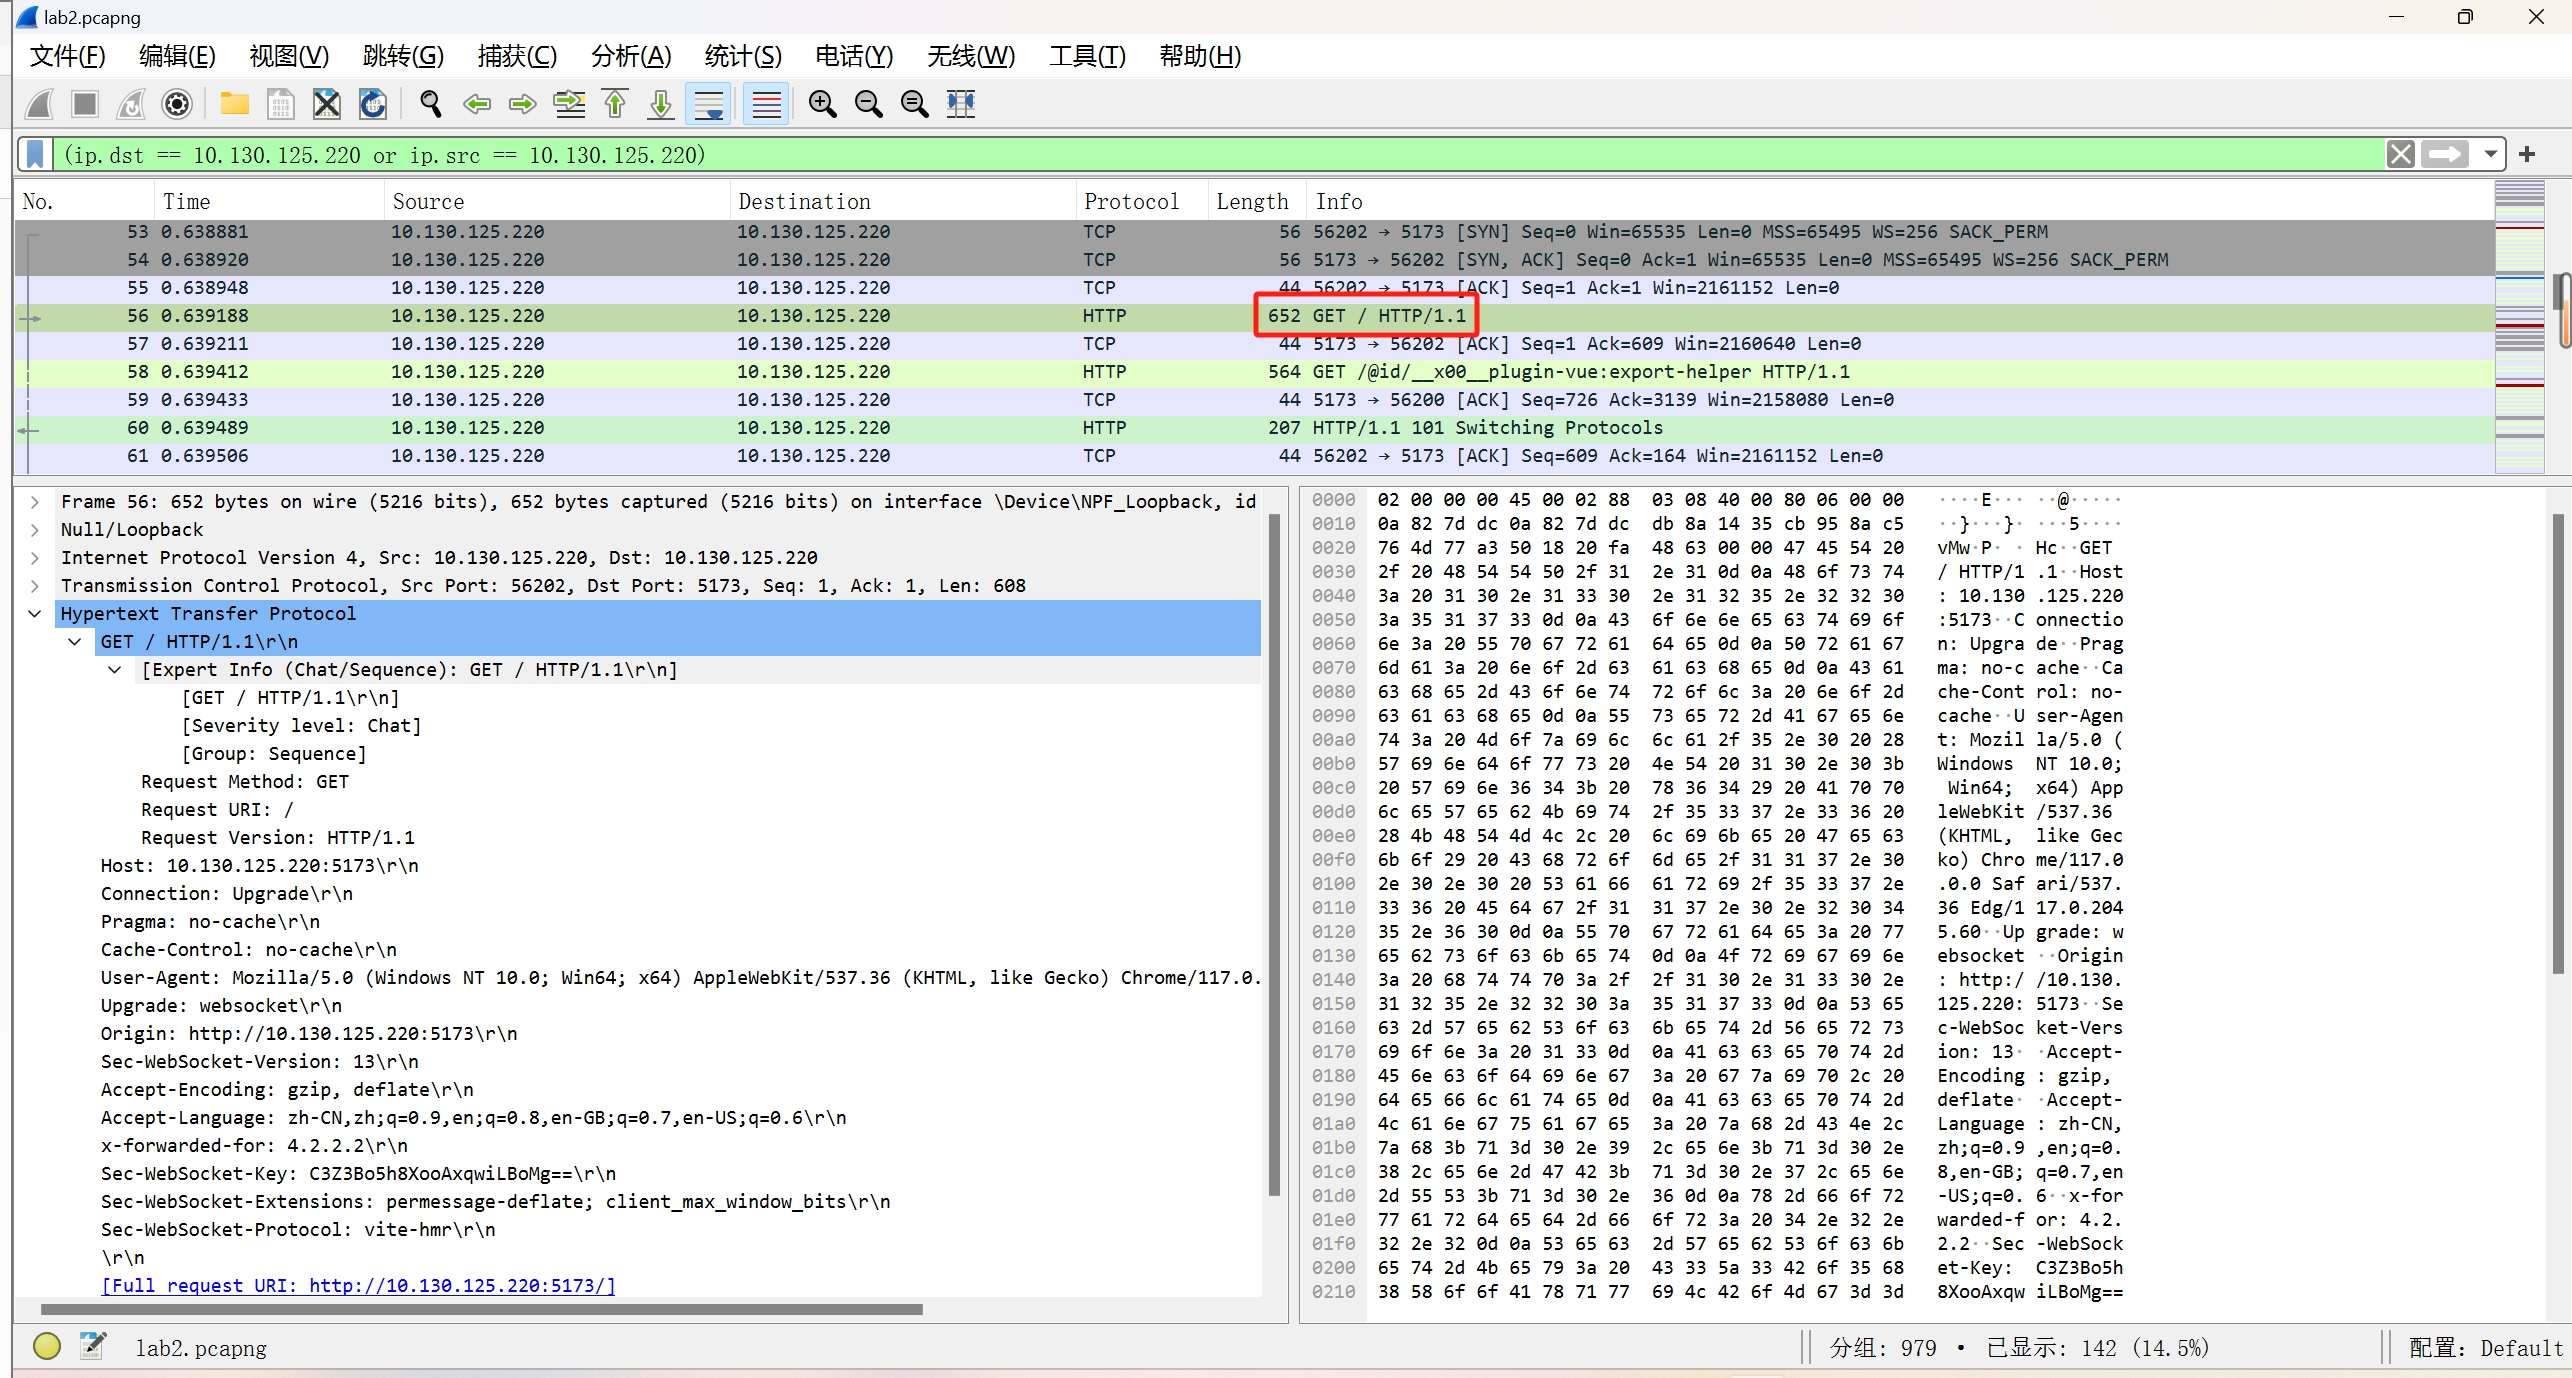 lab2.pcapng
文件(F) 编辑(E) 视图(V) 跳转(G) 捕获(C) 分析(A) 统计(S) 电话(Y) 无线(W) 工具(T) 帮助(H)
(ip.dst == 10.130.125.220 or ip.src == 10.130.125.220)
No. Time Source Destination Protocol Length Info
53 0.638881 10.130.125.220 10.130.125.220 TCP 56 56202 → 5173 [SYN] Seq=0 Win=65535 Len=0 MSS=65495 WS=256 SACK_PERM
54 0.638920 10.130.125.220 10.130.125.220 TCP 56 5173 → 56202 [SYN, ACK] Seq=0 Ack=1 Win=65535 Len=0 MSS=65495 WS=256 SACK_PERM
55 0.638948 10.130.125.220 10.130.125.220 TCP 44 56202 → 5173 [ACK] Seq=1 Ack=1 Win=2161152 Len=0
56 0.639188 10.130.125.220 10.130.125.220 HTTP 652 GET / HTTP/1.1
57 0.639211 10.130.125.220 10.130.125.220 TCP 44 5173 → 56202 [ACK] Seq=1 Ack=609 Win=2160640 Len=0
58 0.639412 10.130.125.220 10.130.125.220 HTTP 564 GET /@id/__x00__plugin-vue:export-helper HTTP/1.1
59 0.639433 10.130.125.220 10.130.125.220 TCP 44 5173 → 56200 [ACK] Seq=726 Ack=3139 Win=2158080 Len=0
60 0.639489 10.130.125.220 10.130.125.220 HTTP 207 HTTP/1.1 101 Switching Protocols
61 0.639506 10.130.125.220 10.130.125.220 TCP 44 56202 → 5173 [ACK] Seq=609 Ack=164 Win=2161152 Len=0
Frame 56: 652 bytes on wire (5216 bits), 652 bytes captured (5216 bits) on interface \Device\NPF_Loopback, id
Null/Loopback
Internet Protocol Version 4, Src: 10.130.125.220, Dst: 10.130.125.220
Transmission Control Protocol, Src Port: 56202, Dst Port: 5173, Seq: 1, Ack: 1, Len: 608
Hypertext Transfer Protocol
GET / HTTP/1.1\r\n
[Expert Info (Chat/Sequence): GET / HTTP/1.1\r\n]
[GET / HTTP/1.1\r\n]
[Severity level: Chat]
[Group: Sequence]
Request Method: GET
Request URI: /
Request Version: HTTP/1.1
Host: 10.130.125.220:5173\r\n
Connection: Upgrade\r\n
Pragma: no-cache\r\n
Cache-Control: no-cache\r\n
User-Agent: Mozilla/5.0 (Windows NT 10.0; Win64; x64) AppleWebKit/537.36 (KHTML, like Gecko) Chrome/117.0.
Upgrade: websocket\r\n
Origin: http://10.130.125.220:5173\r\n
Sec-WebSocket-Version: 13\r\n
Accept-Encoding: gzip, deflate\r\n
Accept-Language: zh-CN,zh;q=0.9,en;q=0.8,en-GB;q=0.7,en-US;q=0.6\r\n
x-forwarded-for: 4.2.2.2\r\n
Sec-WebSocket-Key: C3Z3Bo5h8XooAxqwiLBoMg==\r\n
Sec-WebSocket-Extensions: permessage-deflate; client_max_window_bits\r\n
Sec-WebSocket-Protocol: vite-hmr\r\n
\r\n
[Full request URI: http://10.130.125.220:5173/]
0000 02 00 00 00 45 00 02 88 03 08 40 00 80 06 00 00 ····E··· ··@·····
0010 0a 82 7d dc 0a 82 7d dc db 8a 14 35 cb 95 8a c5 ··}···}· ···5····
0020 76 4d 77 a3 50 18 20 fa 48 63 00 00 47 45 54 20 vMw·P· · Hc··GET
0030 2f 20 48 54 54 50 2f 31 2e 31 0d 0a 48 6f 73 74 / HTTP/1 .1··Host
0040 3a 20 31 30 2e 31 33 30 2e 31 32 35 2e 32 32 30 : 10.130 .125.220
0050 3a 35 31 37 33 0d 0a 43 6f 6e 6e 65 63 74 69 6f :5173··C onnectio
0060 6e 3a 20 55 70 67 72 61 64 65 0d 0a 50 72 61 67 n: Upgra de··Prag
0070 6d 61 3a 20 6e 6f 2d 63 61 63 68 65 0d 0a 43 61 ma: no-c ache··Ca
0080 63 68 65 2d 43 6f 6e 74 72 6f 6c 3a 20 6e 6f 2d che-Cont rol: no-
0090 63 61 63 68 65 0d 0a 55 73 65 72 2d 41 67 65 6e cache··U ser-Agen
00a0 74 3a 20 4d 6f 7a 69 6c 6c 61 2f 35 2e 30 20 28 t: Mozil la/5.0 (
00b0 57 69 6e 64 6f 77 73 20 4e 54 20 31 30 2e 30 3b Windows NT 10.0;
00c0 20 57 69 6e 36 34 3b 20 78 36 34 29 20 41 70 70 Win64; x64) App
00d0 6c 65 57 65 62 4b 69 74 2f 35 33 37 2e 33 36 20 leWebKit /537.36
00e0 28 4b 48 54 4d 4c 2c 20 6c 69 6b 65 20 47 65 63 (KHTML, like Gec
00f0 6b 6f 29 20 43 68 72 6f 6d 65 2f 31 31 37 2e 30 ko) Chro me/117.0
0100 2e 30 2e 30 20 53 61 66 61 72 69 2f 35 33 37 2e .0.0 Saf ari/537.
0110 33 36 20 45 64 67 2f 31 31 37 2e 30 2e 32 30 34 36 Edg/1 17.0.204
0120 35 2e 36 30 0d 0a 55 70 67 72 61 64 65 3a 20 77 5.60··Up grade: w
0130 65 62 73 6f 63 6b 65 74 0d 0a 4f 72 69 67 69 6e ebsocket ··Origin
0140 3a 20 68 74 74 70 3a 2f 2f 31 30 2e 31 33 30 2e : http:/ /10.130.
0150 31 32 35 2e 32 32 30 3a 35 31 37 33 0d 0a 53 65 125.220: 5173··Se
0160 63 2d 57 65 62 53 6f 63 6b 65 74 2d 56 65 72 73 c-WebSoc ket-Vers
0170 69 6f 6e 3a 20 31 33 0d 0a 41 63 63 65 70 74 2d ion: 13· ·Accept-
0180 45 6e 63 6f 64 69 6e 67 3a 20 67 7a 69 70 2c 20 Encoding : gzip,
0190 64 65 66 6c 61 74 65 0d 0a 41 63 63 65 70 74 2d deflate· ·Accept-
01a0 4c 61 6e 67 75 61 67 65 3a 20 7a 68 2d 43 4e 2c Language : zh-CN,
01b0 7a 68 3b 71 3d 30 2e 39 2c 65 6e 3b 71 3d 30 2e zh;q=0.9 ,en;q=0.
01c0 38 2c 65 6e 2d 47 42 3b 71 3d 30 2e 37 2c 65 6e 8,en-GB; q=0.7,en
01d0 2d 55 53 3b 71 3d 30 2e 36 0d 0a 78 2d 66 6f 72 -US;q=0. 6··x-for
01e0 77 61 72 64 65 64 2d 66 6f 72 3a 20 34 2e 32 2e warded-f or: 4.2.
01f0 32 2e 32 0d 0a 53 65 63 2d 57 65 62 53 6f 63 6b 2.2··Sec -WebSock
0200 65 74 2d 4b 65 79 3a 20 43 33 5a 33 42 6f 35 68 et-Key: C3Z3Bo5h
0210 38 58 6f 6f 41 78 71 77 69 4c 42 6f 4d 67 3d 3d 8XooAxqw iLBoMg==
lab2.pcapng 分组: 979 · 已显示: 142 (14.5%) 配置: Default